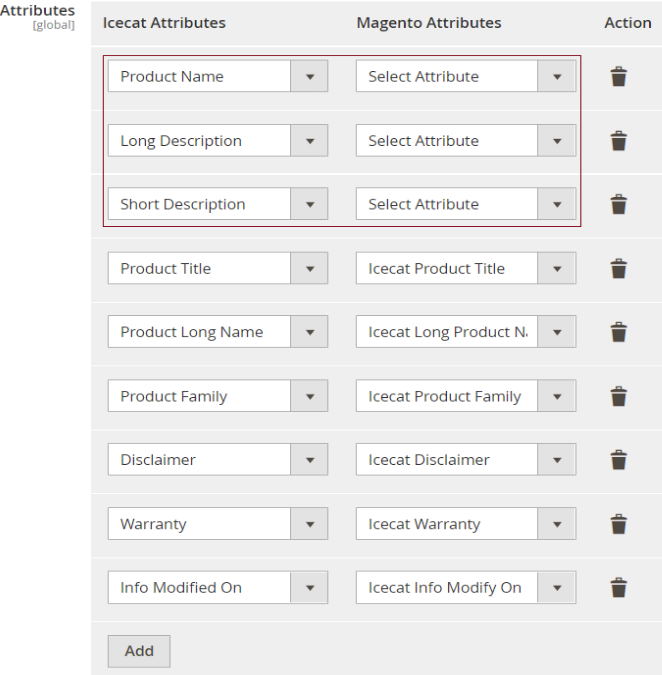 Attributes
[global]
Icecat Attributes Magento Attributes Action
Product Name Select Attribute
Long Description Select Attribute
Short Description Select Attribute
Product Title Icecat Product Title
Product Long Name Icecat Long Product Na
Product Family Icecat Product Family
Disclaimer Icecat Disclaimer
Warranty Icecat Warranty
Info Modified On Icecat Info Modify On
Add